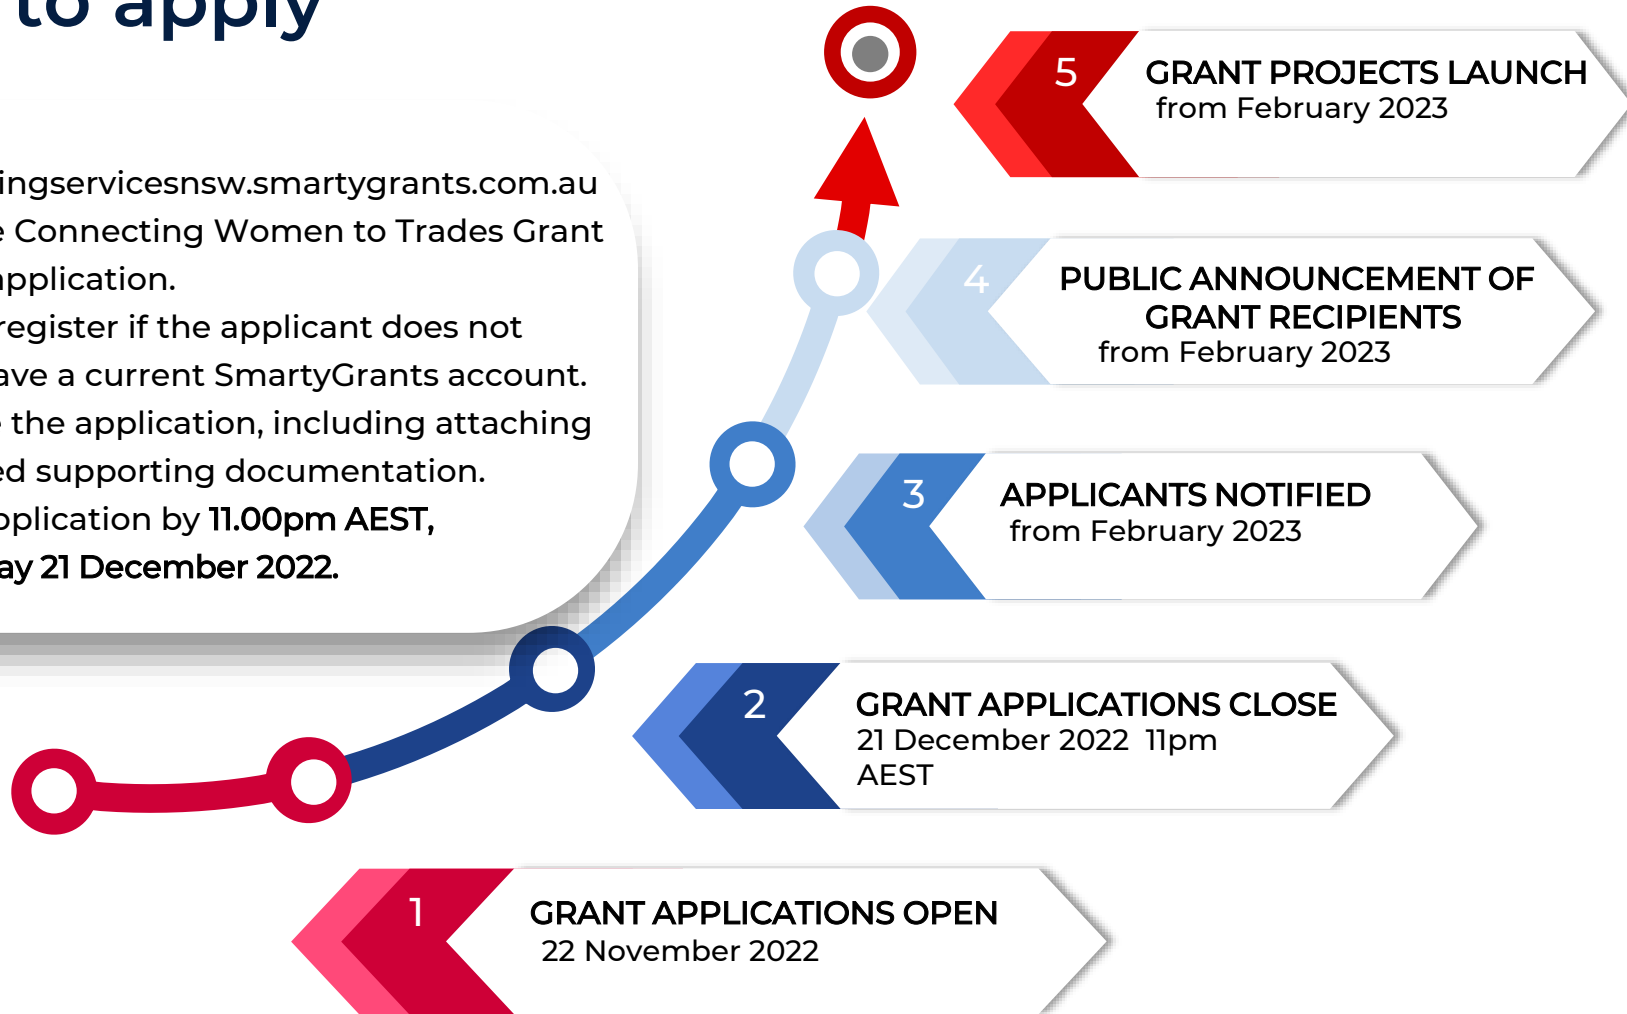 to apply
ingservicesnsw.smartygrants.com.au
Connecting Women to Trades Grant
application.
register if the applicant does not
ave a current SmartyGrants account.
the application, including attaching
ed supporting documentation.
pplication by 11.00pm AEST,
ay 21 December 2022.
5
GRANT PROJECTS LAUNCH
from February 2023
4
PUBLIC ANNOUNCEMENT OF
GRANT RECIPIENTS
from February 2023
3
APPLICANTS NOTIFIED
from February 2023
2
GRANT APPLICATIONS CLOSE
21 December 2022 11pm
AEST
1
GRANT APPLICATIONS OPEN
22 November 2022